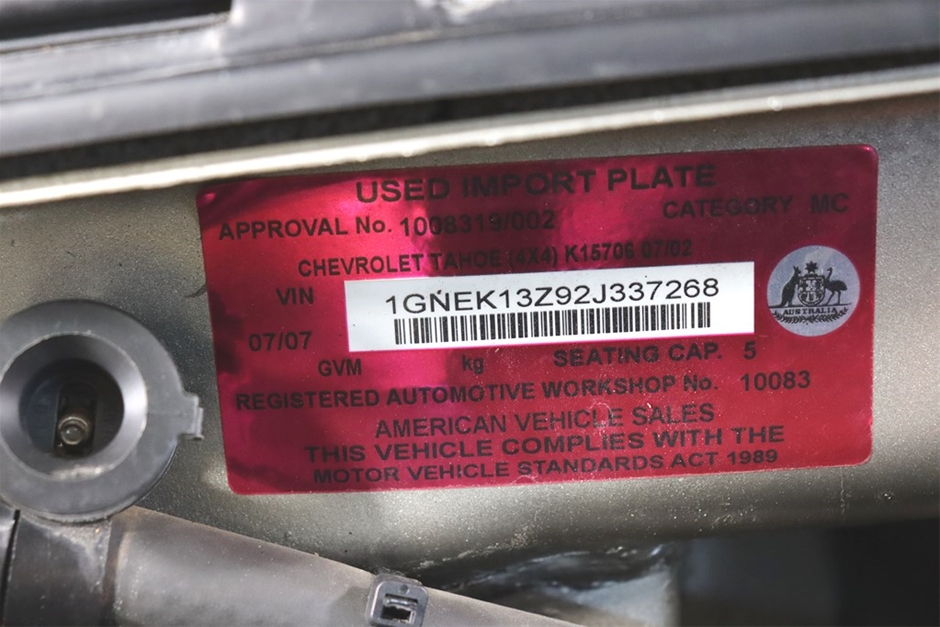 USED IMPORT PLATE
APPROVAL No. 1008319/002 CATEGORY MC
CHEVROLET TAHOE (4X4) K15706 07/02
VIN 1GNEK13Z92J337268
07/07
GVM kg SEATING CAP. 5
REGISTERED AUTOMOTIVE WORKSHOP No. 10083
AMERICAN VEHICLE SALES
THIS VEHICLE COMPLIES WITH THE
MOTOR VEHICLE STANDARDS ACT 1989
AUSTRALIA